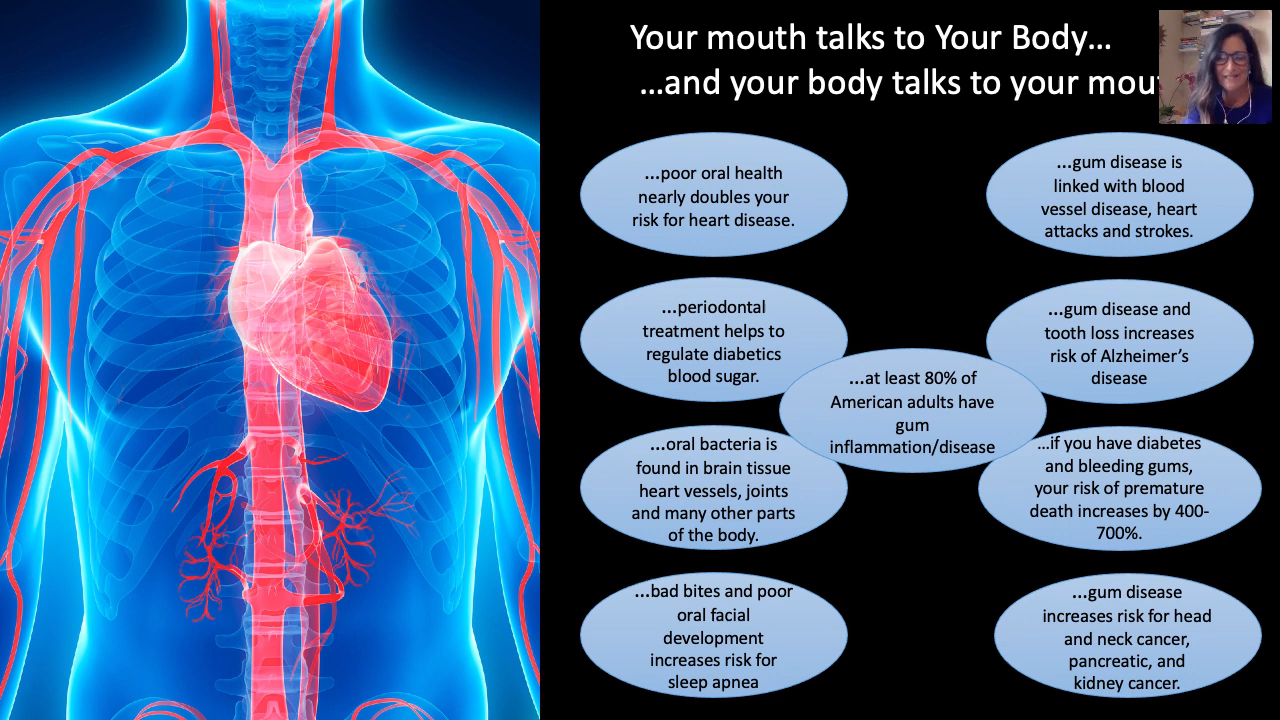 Your mouth talks to Your Body...
...and your body talks to your mou
...poor oral health
nearly doubles your
risk for heart disease.
...gum disease is
linked with blood
vessel disease, heart
attacks and strokes.
...periodontal
treatment helps to
regulate diabetics
blood sugar.
...gum disease and
tooth loss increases
risk of Alzheimer's
disease
...at least 80% of
American adults have
gum
inflammation/disease
...oral bacteria is
found in brain tissue
heart vessels, joints
and many other parts
of the body.
...if you have diabetes
and bleeding gums,
your risk of premature
death increases by 400-
700%.
...bad bites and poor
oral facial
development
increases risk for
sleep apnea
...gum disease
increases risk for head
and neck cancer,
pancreatic, and
kidney cancer.